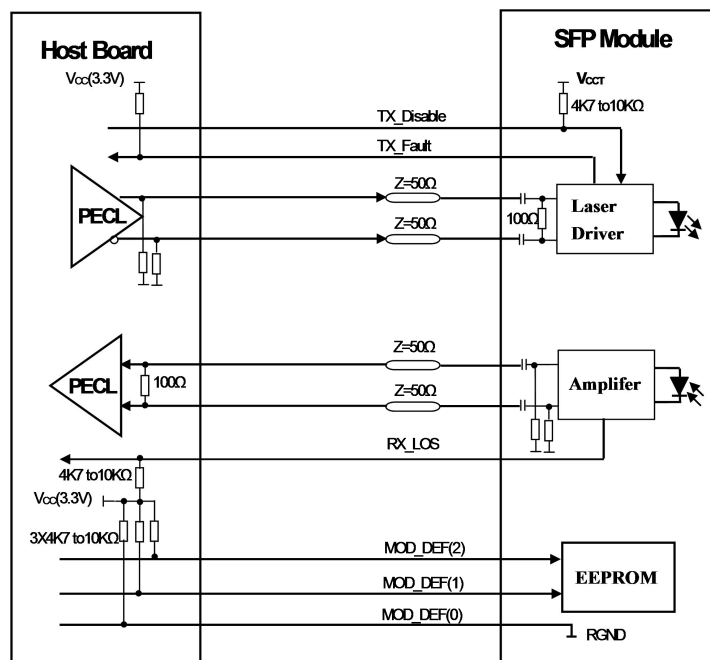 Host Board
SFP Module
Vcc(3.3V)
VCCT
4K7 to10KΩ
TX_Disable
TX_Fault
Z=50Ω
PECL
Z=50Ω
100Ω
Laser
Driver
Z=50Ω
PECL
100Ω
Z=50Ω
Amplifer
RX_LOS
4K7 to10KΩ
Vcc(3.3V)
3X4K7 to10KΩ
MOD_DEF(2)
MOD_DEF(1)
EEPROM
MOD_DEF(0)
RGND